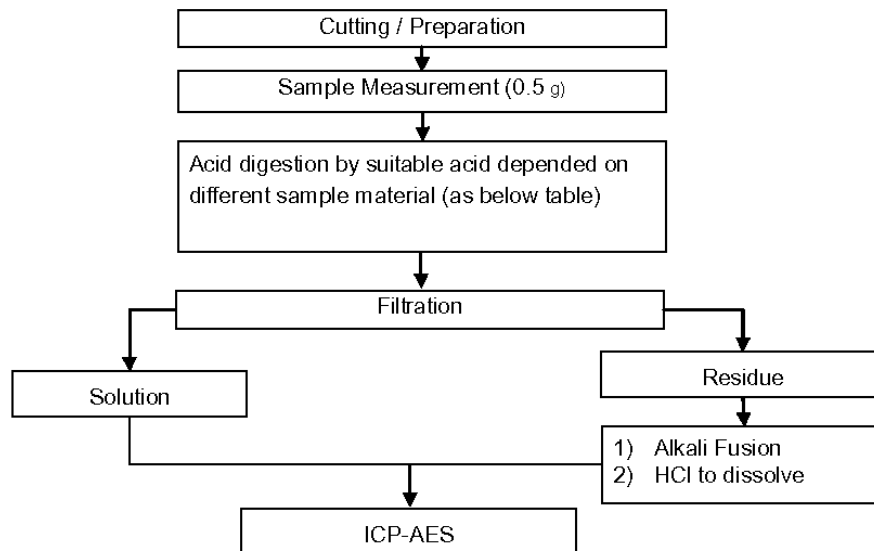 Cutting / Preparation
Sample Measurement (0.5 g)
Acid digestion by suitable acid depended on
different sample material (as below table)
Filtration
Solution
Residue
1) Alkali Fusion
2) HCl to dissolve
ICP-AES